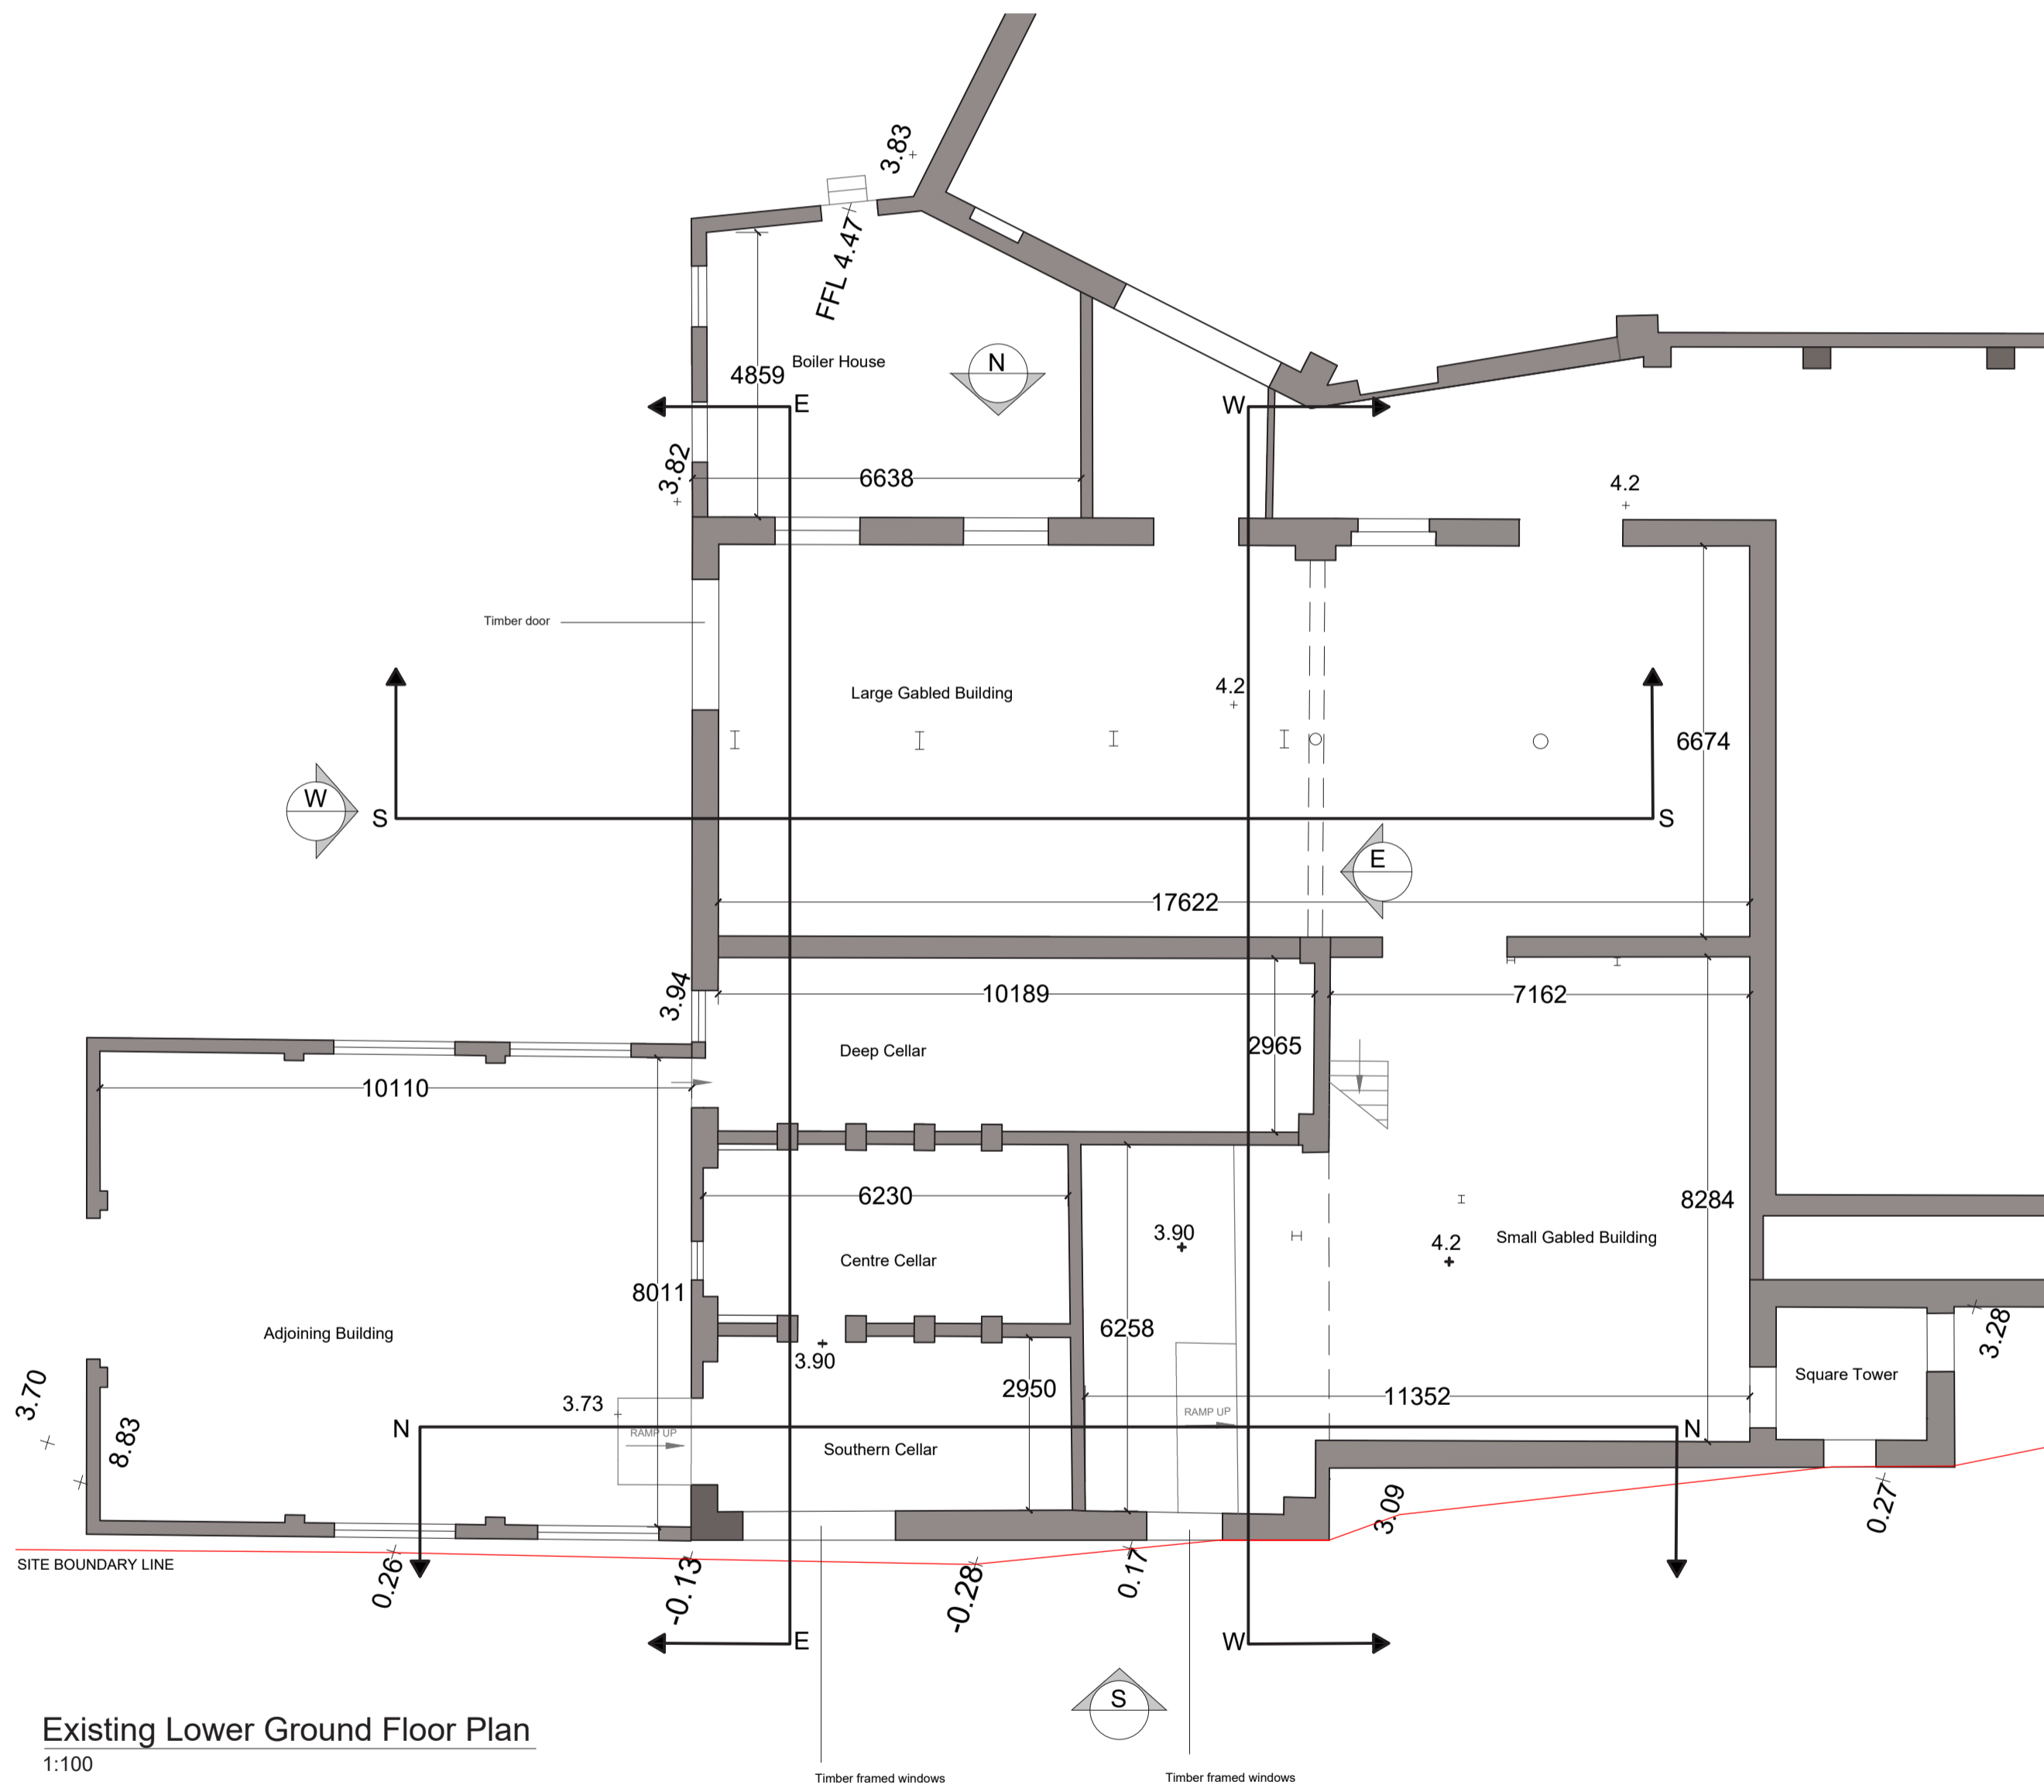 3.83
FFL 4.47
Boiler House
N
4859
E
W
3.82
6638
4.2
Timber door
Large Gabled Building
4.2
6674
W
S
S
E
17622
3.94
10189
7162
Deep Cellar
2965
10110
6230
8284
3.90
Small Gabled Building
4.2
Centre Cellar
8011
Adjoining Building
6258
3.28
3.90
Square Tower
3.70
2950
11352
3.73
RAMP UP
8.83
N
RAMP UP
N
Southern Cellar
3.09
0.27
SITE BOUNDARY LINE
0.26
-0.13
-0.28
0.17
E
W
S
Existing Lower Ground Floor Plan
1:100
Timber framed windows
Timber framed windows